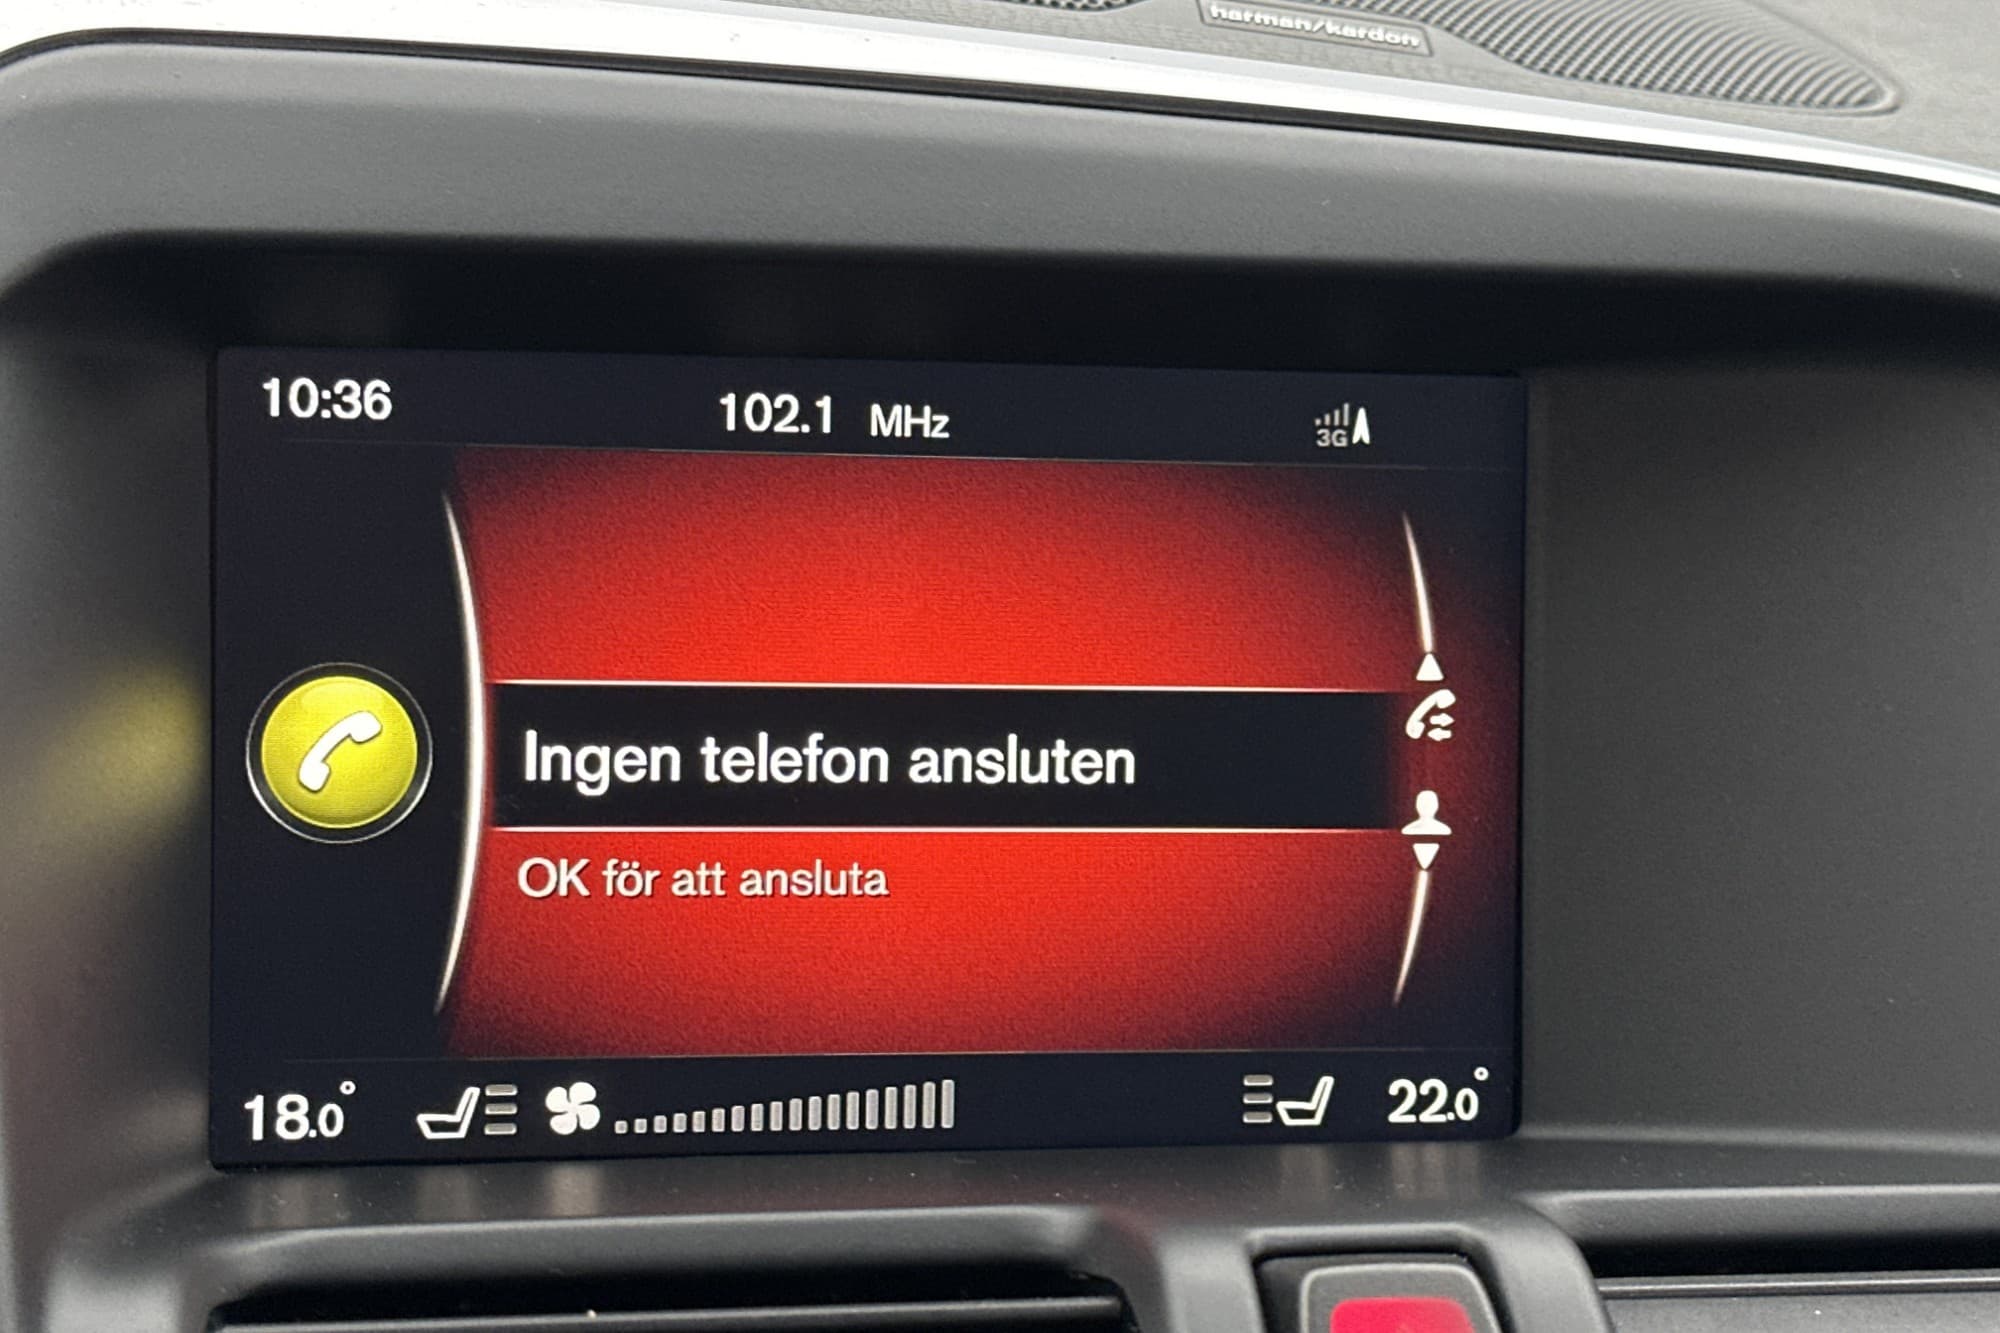 harman/kardon
10:36
102.1 MHz
3G
Ingen telefon ansluten
OK för att ansluta
18.0°
22.0°